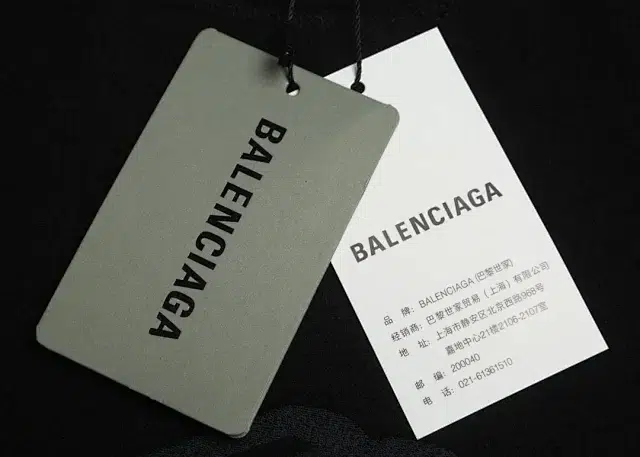 BALENCIAGA
BALENCIAGA
品 牌: BALENCIAGA (巴黎世家)
经销商: 巴黎世家贸易（上海）有限公司
地 址: 上海市静安区北京西路968号
嘉地中心21楼2106-2107室
邮 编: 200040
电 话: 021-61361510